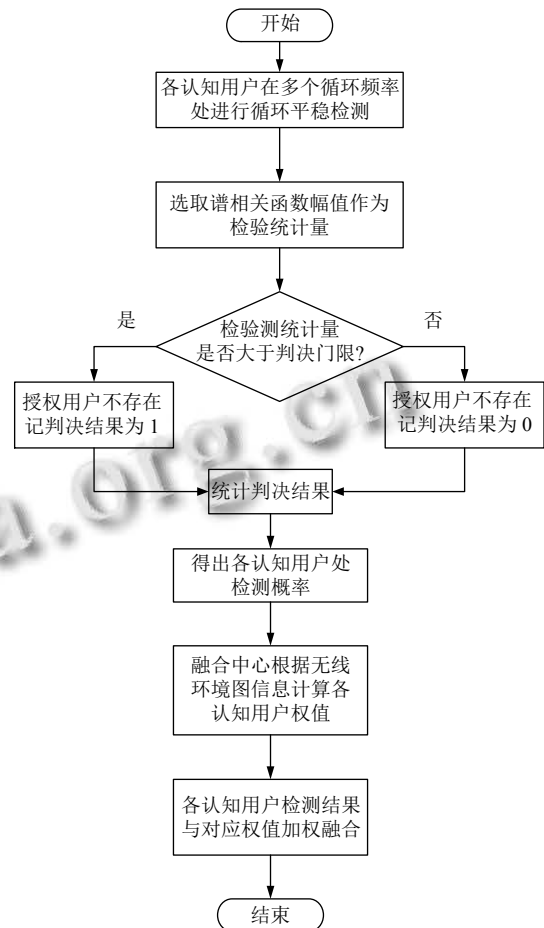 开始
各认知用户在多个循环频率
处进行循环平稳检测
选取谱相关函数幅值作为
检验统计量
是
检验测统计量
是否大于判决门限?
否
授权用户不存在
记判决结果为 1
授权用户不存在
记判决结果为 0
统计判决结果
得出各认知用户处
检测概率
融合中心根据无线
环境图信息计算各
认知用户权值
各认知用户检测结果
与对应权值加权融合
结束
a.org.cn